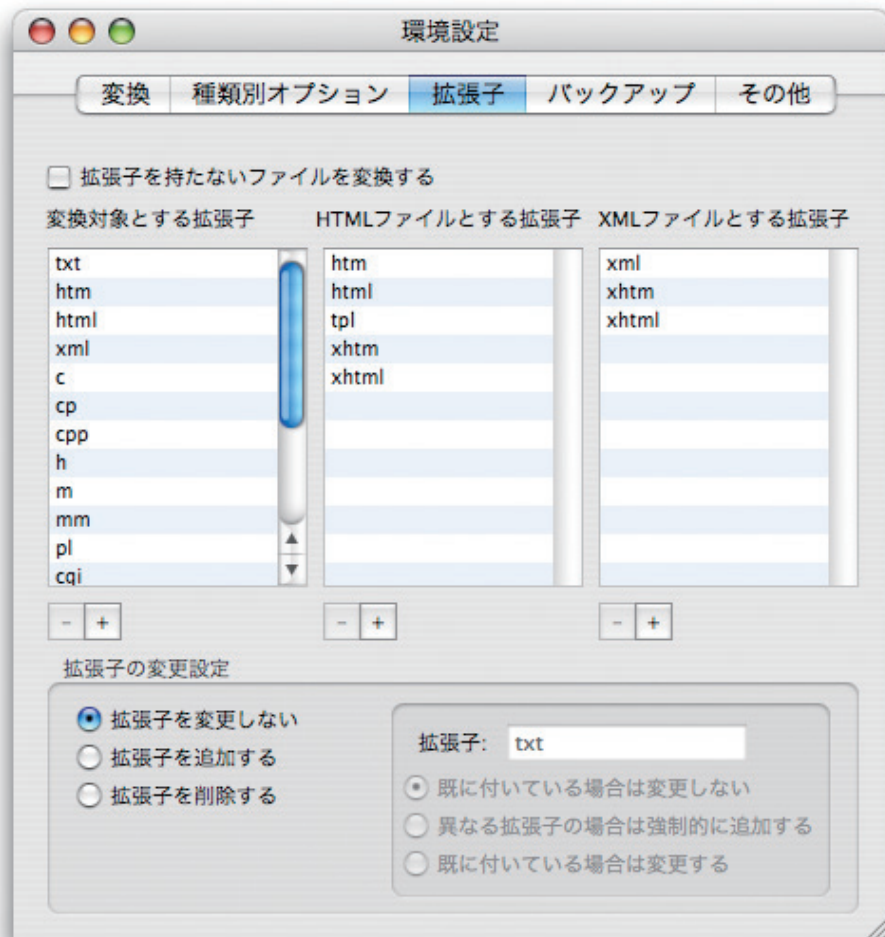 環境設定
変換 種類別オプション 拡張子 バックアップ その他
拡張子を持たないファイルを変換する
変換対象とする拡張子
txt
htm
html
xml
c
cp
cpp
h
m
mm
pl
cgi
- +
HTMLファイルとする拡張子
htm
html
tpl
xhtm
xhtml
- +
XMLファイルとする拡張子
xml
xhtm
xhtml
- +
拡張子の変更設定
拡張子を変更しない
拡張子を追加する
拡張子を削除する
拡張子: txt
既に付いている場合は変更しない
異なる拡張子の場合は強制的に追加する
既に付いている場合は変更する